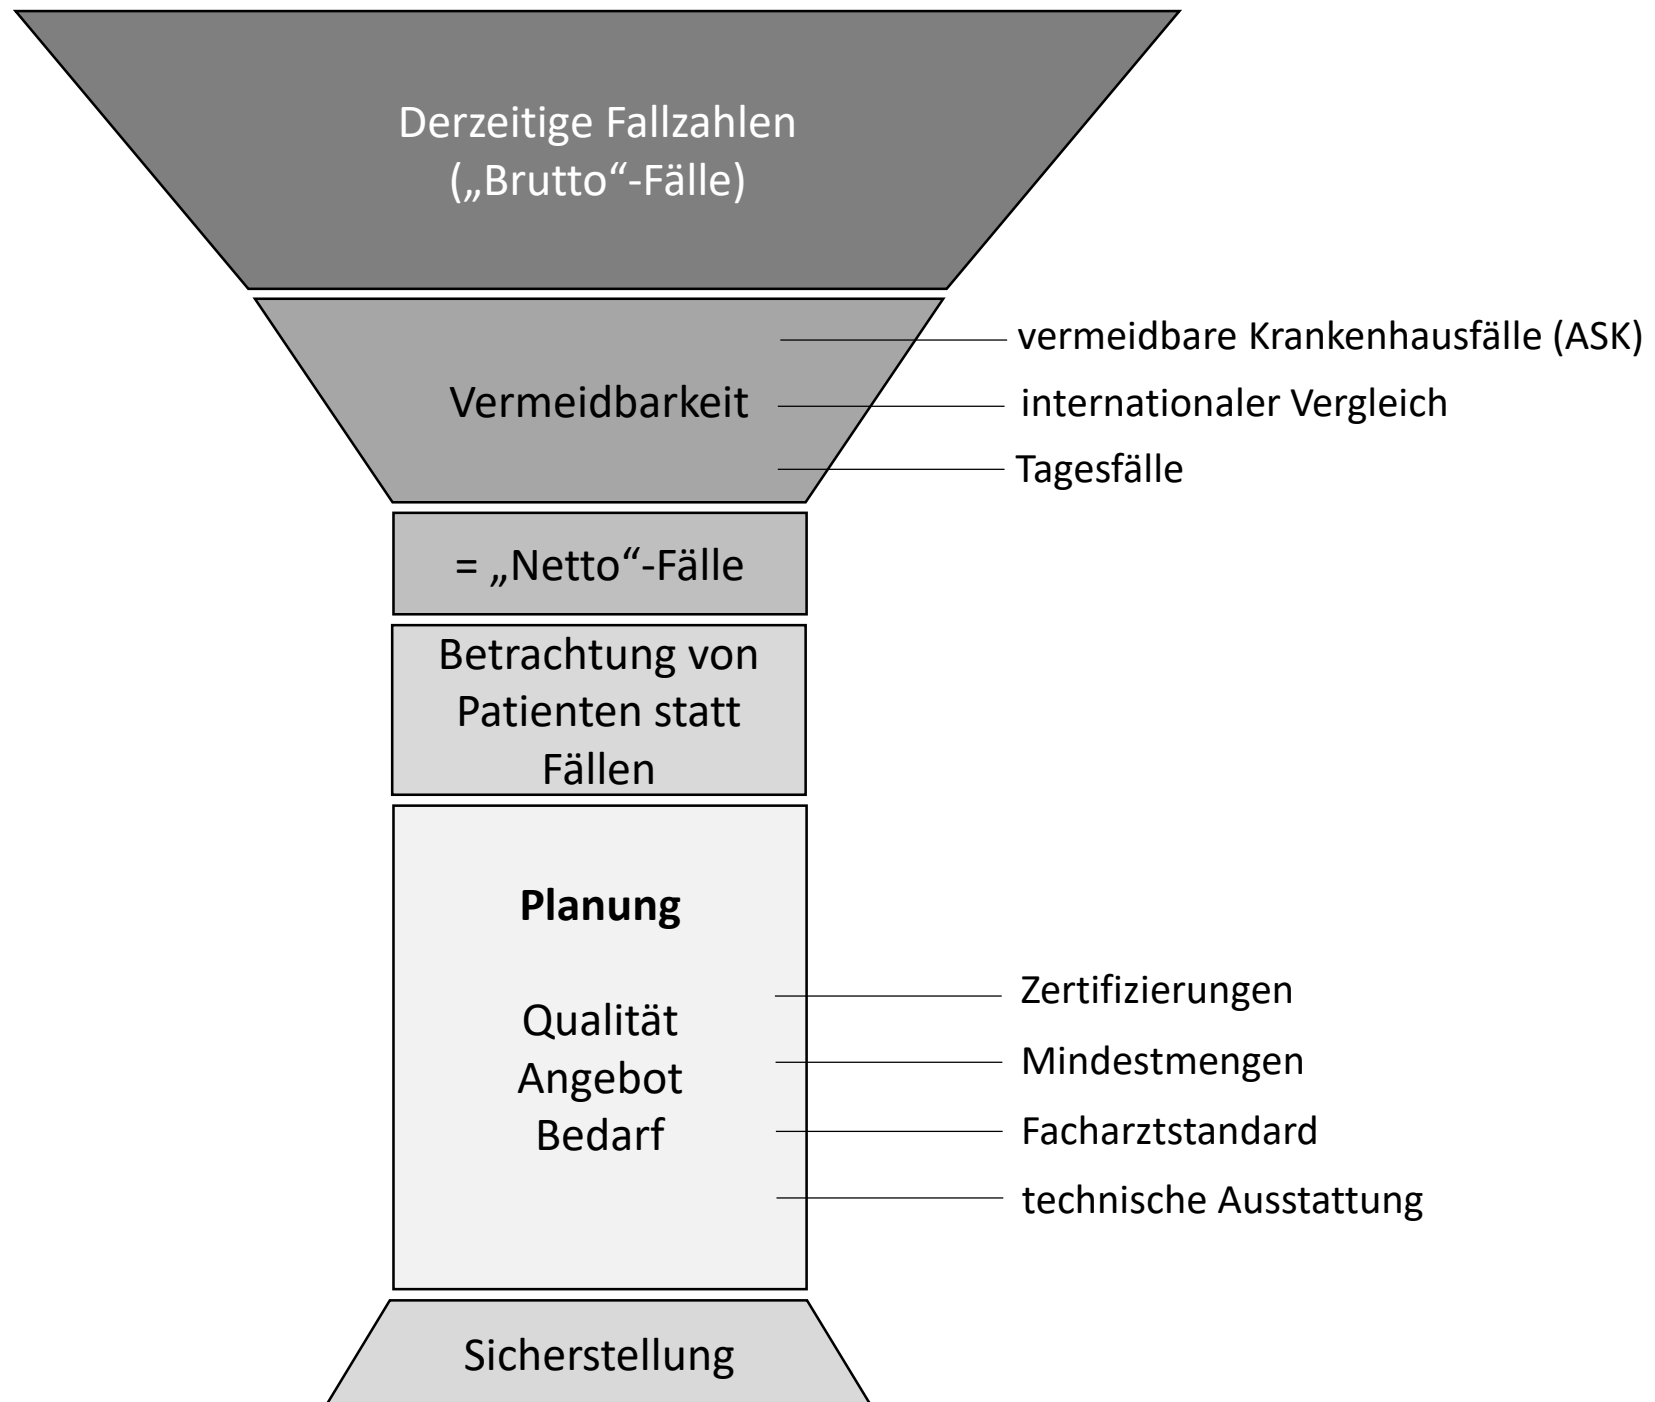 Derzeitige Fallzahlen
(„Brutto“-Fälle)
Vermeidbarkeit
vermeidbare Krankenhausfälle (ASK)
internationaler Vergleich
Tagesfälle
= „Netto“-Fälle
Betrachtung von
Patienten statt
Fällen
Planung
Qualität
Angebot
Bedarf
Zertifizierungen
Mindestmengen
Facharztstandard
technische Ausstattung
Sicherstellung